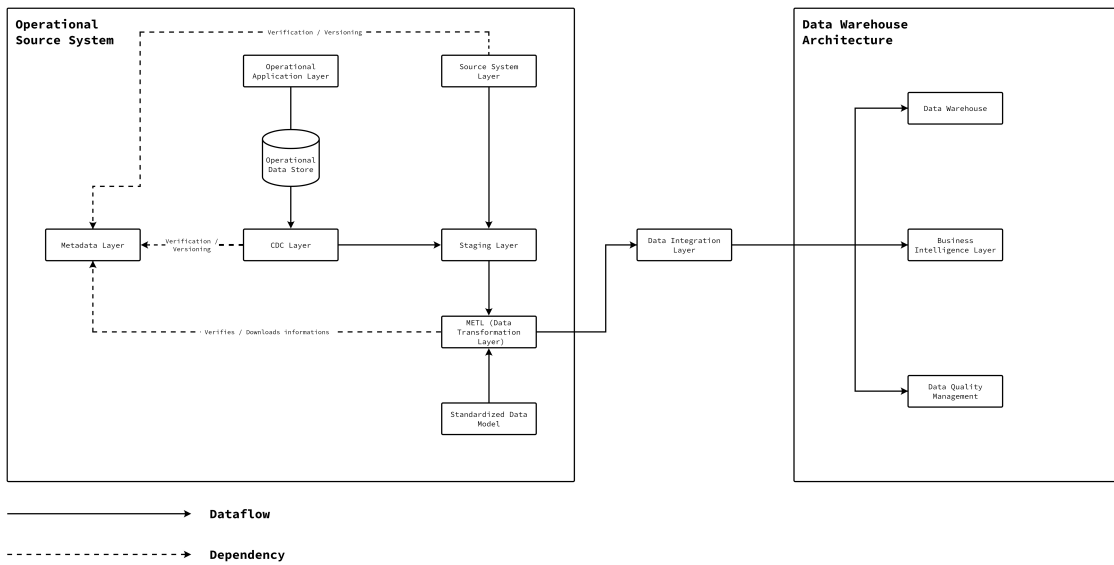 Operational
Source System
Data Warehouse
Architecture
Verification / Versioning
Operational
Application Layer
Source System
Layer
Data Warehouse
Operational
Data Store
Metadata Layer
Verification /
Versioning
CDC Layer
Staging Layer
Data Integration
Layer
Business
Intelligence Layer
Verifies / Downloads informations
METL (Data
Transformation
Layer)
Data Quality
Management
Standardized Data
Model
Dataflow
Dependency